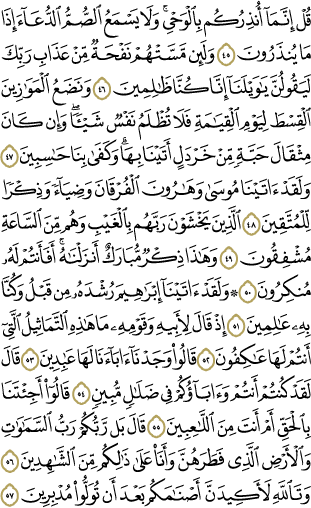 قُلۡ إِنَّمَآ أُنذِرُكُم بِٱلۡوَحۡيِۚ وَلَا يَسۡمَعُ ٱلصُّمُّ ٱلدُّعَآءَ إِذَا
مَا يُنذَرُونَ ٤٥ وَلَئِن مَّسَّتۡهُمۡ نَفۡحَةٞ مِّنۡ عَذَابِ رَبِّكَ
لَيَقُولُنَّ يَٰوَيۡلَنَآ إِنَّا كُنَّا ظَٰلِمِينَ ٤٦ وَنَضَعُ ٱلۡمَوَٰزِينَ
ٱلۡقِسۡطَ لِيَوۡمِ ٱلۡقِيَٰمَةِ فَلَا تُظۡلَمُ نَفۡسٞ شَيۡـٔٗاۖ وَإِن كَانَ
مِثۡقَالَ حَبَّةٖ مِّنۡ خَرۡدَلٍ أَتَيۡنَا بِهَاۗ وَكَفَىٰ بِنَا حَٰسِبِينَ ٤٧
وَلَقَدۡ ءَاتَيۡنَا مُوسَىٰ وَهَٰرُونَ ٱلۡفُرۡقَانَ وَضِيَآءٗ وَذِكۡرٗا
لِّلۡمُتَّقِينَ ٤٨ ٱلَّذِينَ يَخۡشَوۡنَ رَبَّهُم بِٱلۡغَيۡبِ وَهُم مِّنَ ٱلسَّاعَةِ
مُشۡفِقُونَ ٤٩ وَهَٰذَا ذِكۡرٞ مُّبَارَكٌ أَنزَلۡنَٰهُۚ أَفَأَنتُمۡ لَهُۥ
مُنكِرُونَ ٥٠ ۞ وَلَقَدۡ ءَاتَيۡنَآ إِبۡرَٰهِيمَ رُشۡدَهُۥ مِن قَبۡلُ وَكُنَّا
بِهِۦ عَٰلِمِينَ ٥١ إِذۡ قَالَ لِأَبِيهِ وَقَوۡمِهِۦ مَا هَٰذِهِ ٱلتَّمَاثِيلُ ٱلَّتِيٓ
أَنتُمۡ لَهَا عَٰكِفُونَ ٥٢ قَالُواْ وَجَدۡنَآ ءَابَآءَنَا لَهَا عَٰبِدِينَ ٥٣ قَالَ
لَقَدۡ كُنتُمۡ أَنتُمۡ وَءَابَآؤُكُمۡ فِي ضَلَٰلٖ مُّبِينٖ ٥٤ قَالُوٓاْ أَجِئۡتَنَا
بِٱلۡحَقِّ أَمۡ أَنتَ مِنَ ٱللَّٰعِبِينَ ٥٥ قَالَ بَل رَّبُّكُمۡ رَبُّ ٱلسَّمَٰوَٰتِ
وَٱلۡأَرۡضِ ٱلَّذِي فَطَرَهُنَّ وَأَنَا۠ عَلَىٰ ذَٰلِكُم مِّنَ ٱلشَّٰهِدِينَ ٥٦
وَتَٱللَّهِ لَأَكِيدَنَّ أَصۡنَٰمَكُم بَعۡدَ أَن تُوَلُّواْ مُدۡبِرِينَ ٥٧